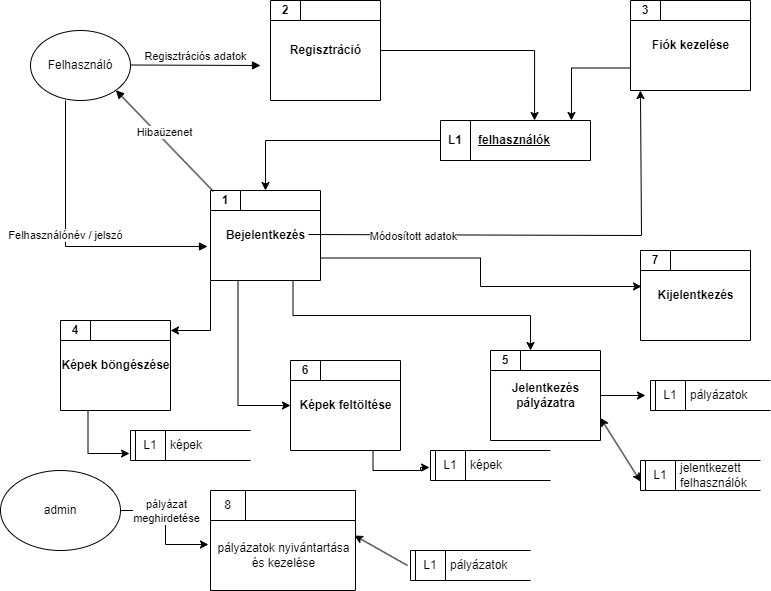 2
Regisztráció
3
Fiók kezelése
Felhasználó
Regisztrációs adatok
Hibaüzenet
L1
felhasználók
1
Bejelentkezés
Felhasználónév / jelszó
Módosított adatok
7
Kijelentkezés
4
Képek böngészése
6
Képek feltöltése
5
Jelentkezés
pályázatra
L1
pályázatok
L1
képek
L1
képek
L1
jelentkezett
felhasználók
admin
pályázat
meghirdetése
8
pályázatok nyivántartása
és kezelése
L1
pályázatok